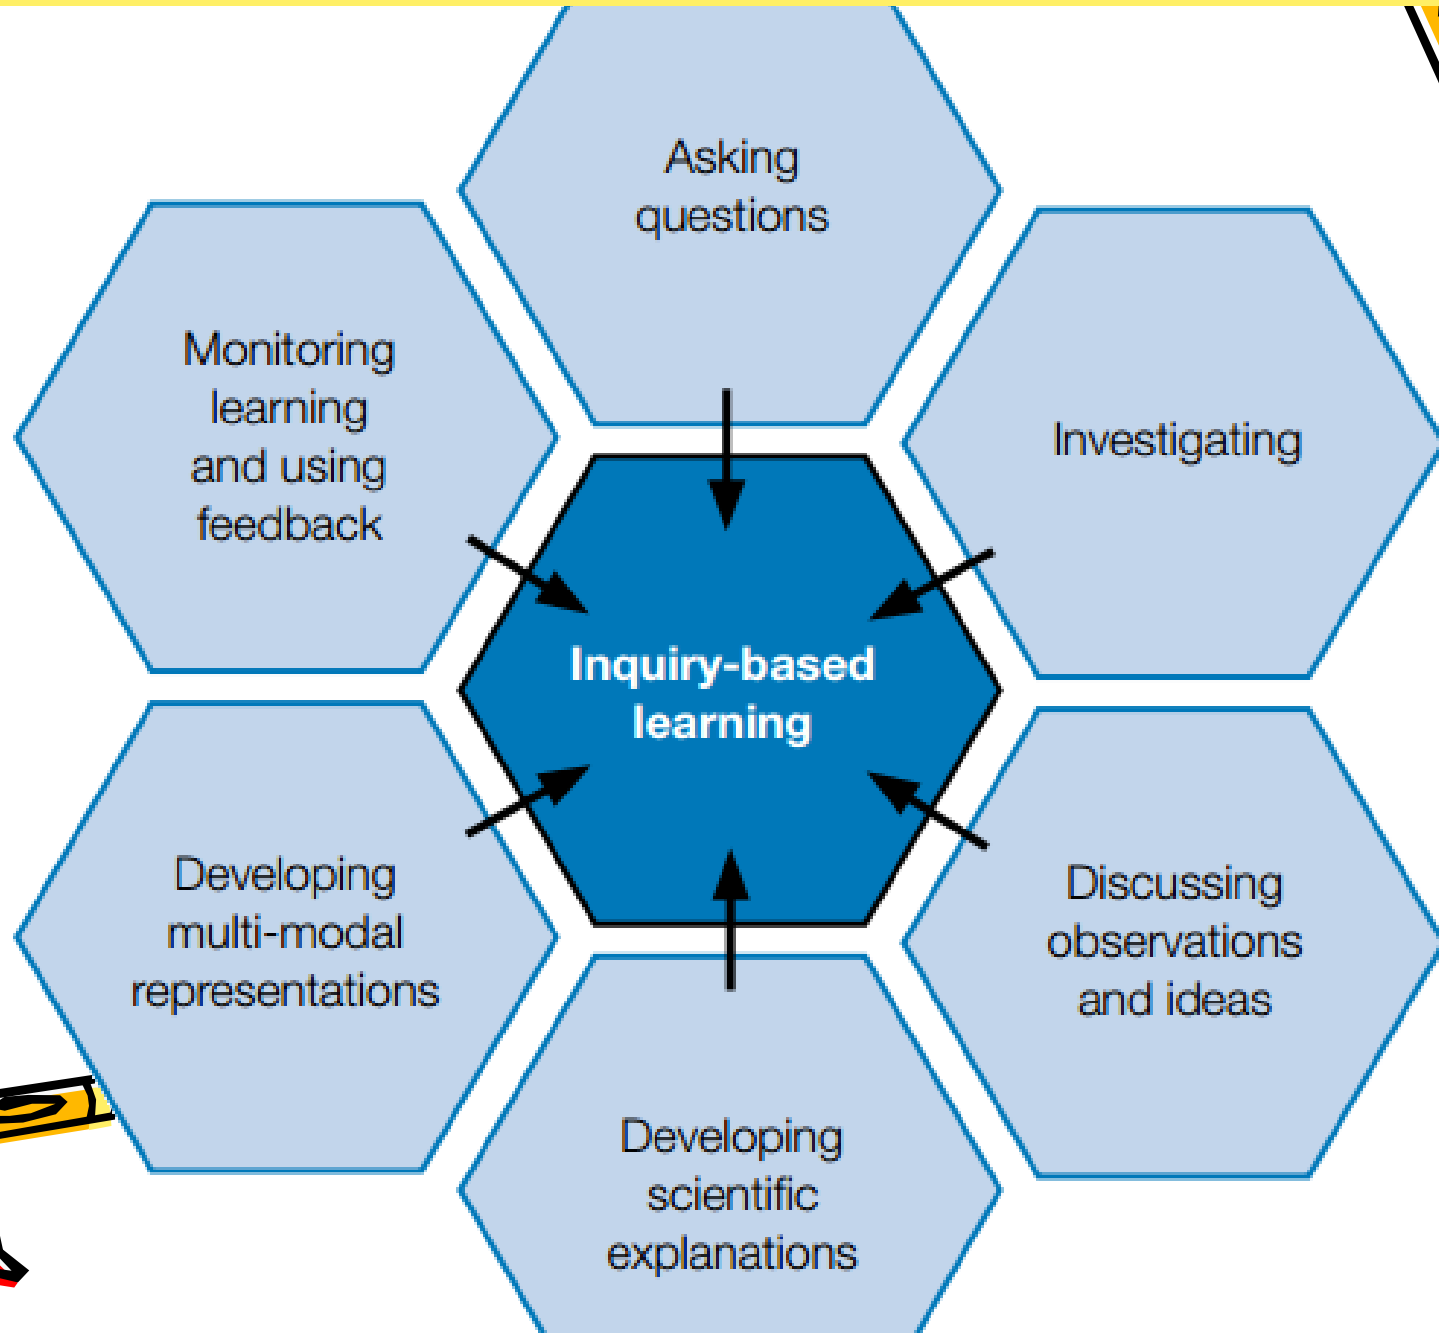 Asking
questions
Investigating
Discussing
observations
and ideas
Developing
scientific
explanations
Developing
multi-modal
representations
Monitoring
learning
and using
feedback
Inquiry-based
learning